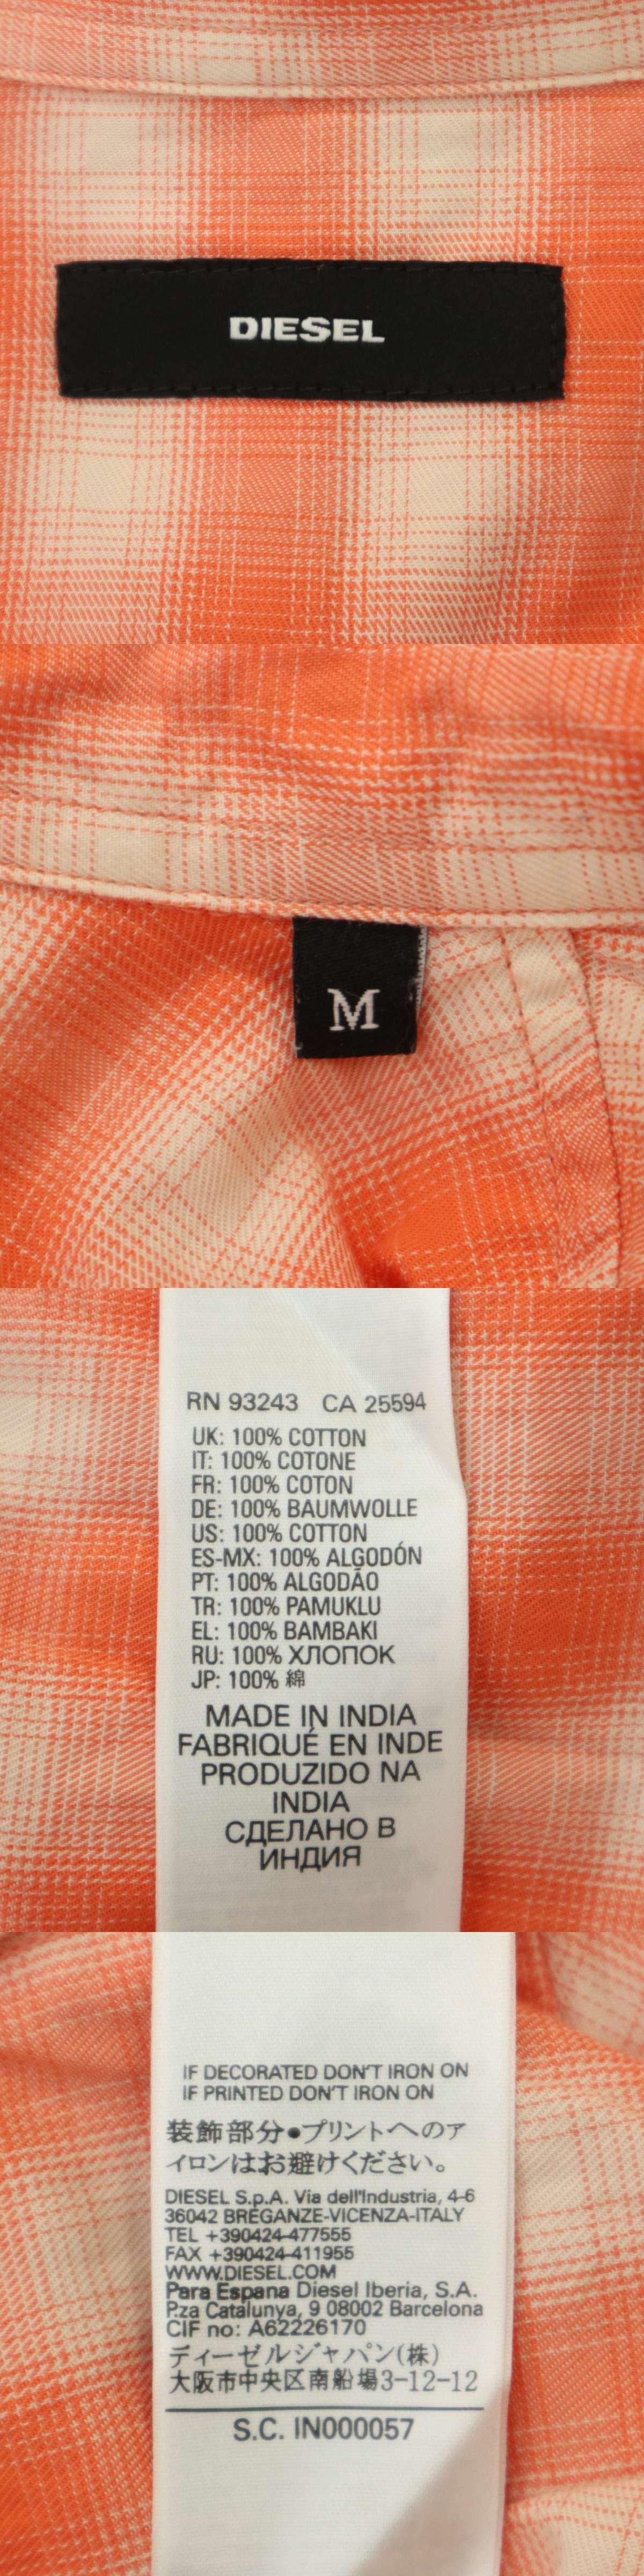 DIESEL
M
RN 93243 CA 25594
UK: 100% COTTON
IT: 100% COTONE
FR: 100% COTON
DE: 100% BAUMWOLLE
US: 100% COTTON
ES-MX: 100% ALGODÓN
PT: 100% ALGODÃO
TR: 100% PAMUKLU
EL: 100% BAMBAKI
RU: 100% ХЛОПОК
JP: 100% 綿
MADE IN INDIA
FABRIQUÉ EN INDE
PRODUZIDO NA
INDIA
СДЕЛАНО В
ИНДИЯ
IF DECORATED DON'T IRON ON
IF PRINTED DON'T IRON ON
装飾部分●プリントへのア
イロンはお避けください。
DIESEL S.p.A. Via dell'Industria, 4-6
36042 BREGANZE-VICENZA-ITALY
TEL +390424-477555
FAX +390424-411955
WWW.DIESEL.COM
Para Espana Diesel Iberia, S.A.
P.za Catalunya, 9 08002 Barcelona
CIF no: A62226170
ディーゼルジャパン(株)
大阪市中央区南船場3-12-12
S.C. IN000057